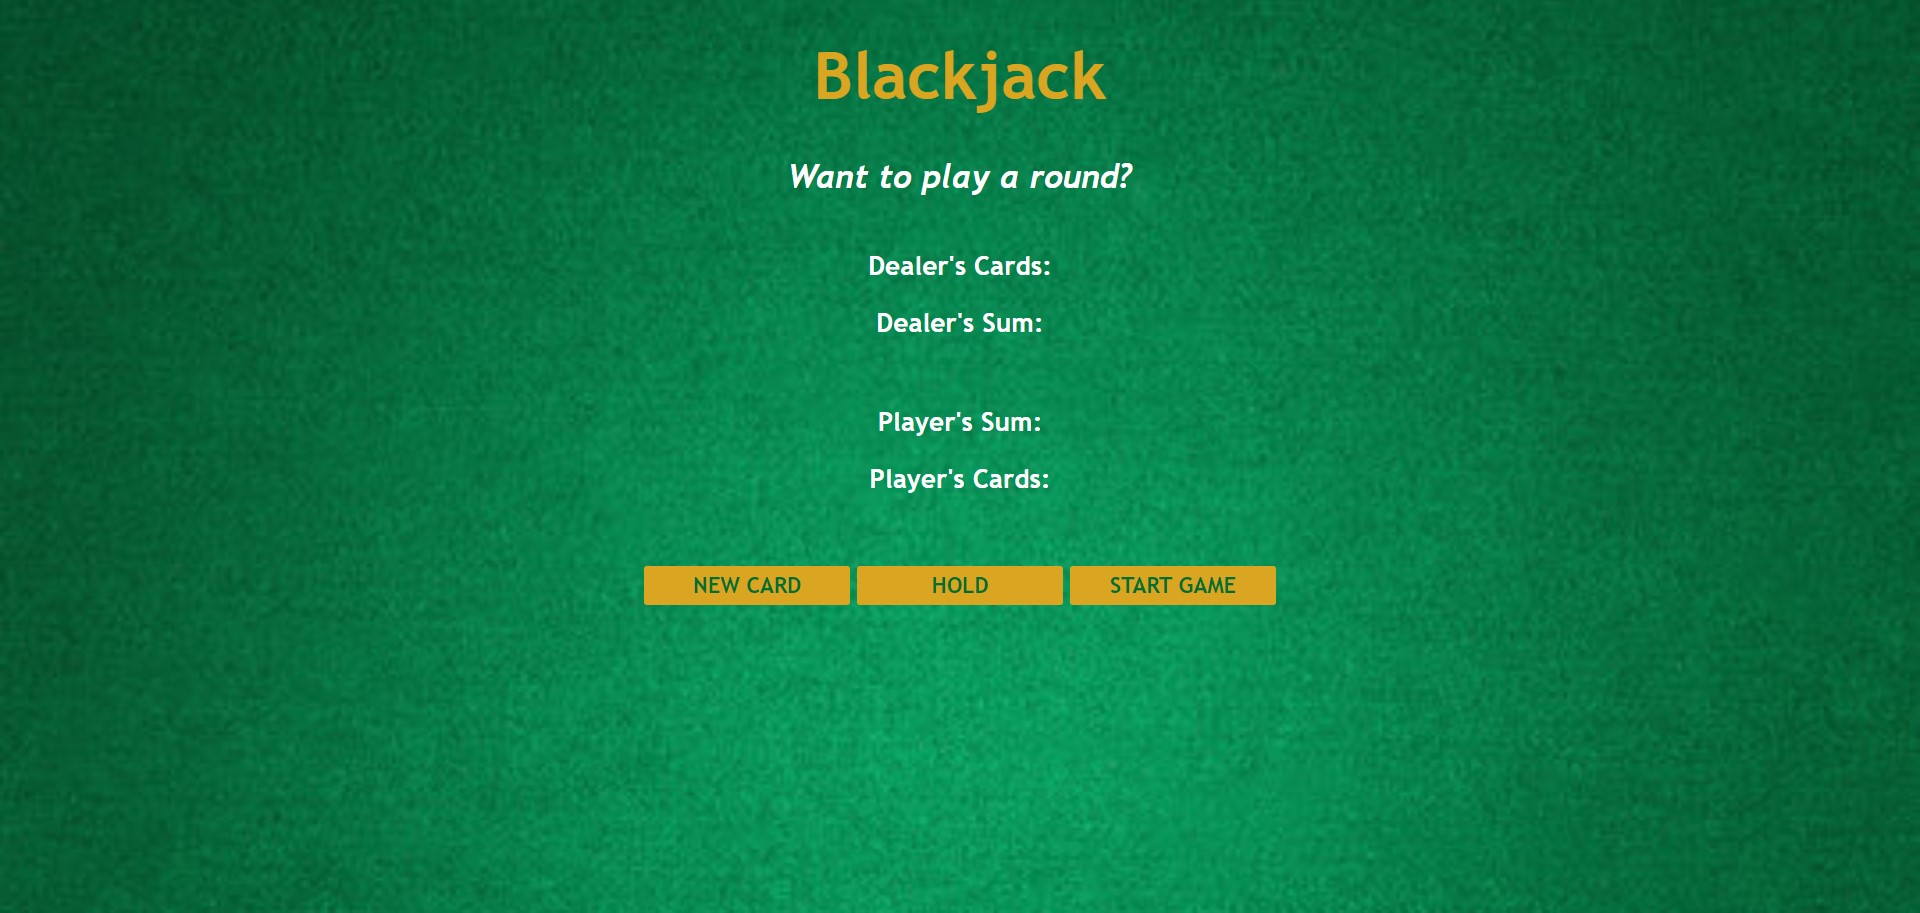 Blackjack
Want to play a round?
Dealer's Cards:
Dealer's Sum:
Player's Sum:
Player's Cards:
NEW CARD HOLD START GAME